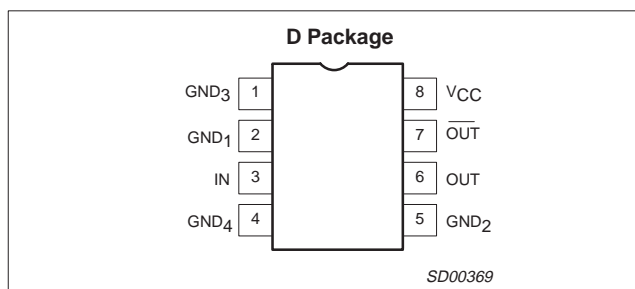 D Package
GND3 1 8 VCC
GND1 2 7 OUT
IN 3 6 OUT
GND4 4 5 GND2
SD00369